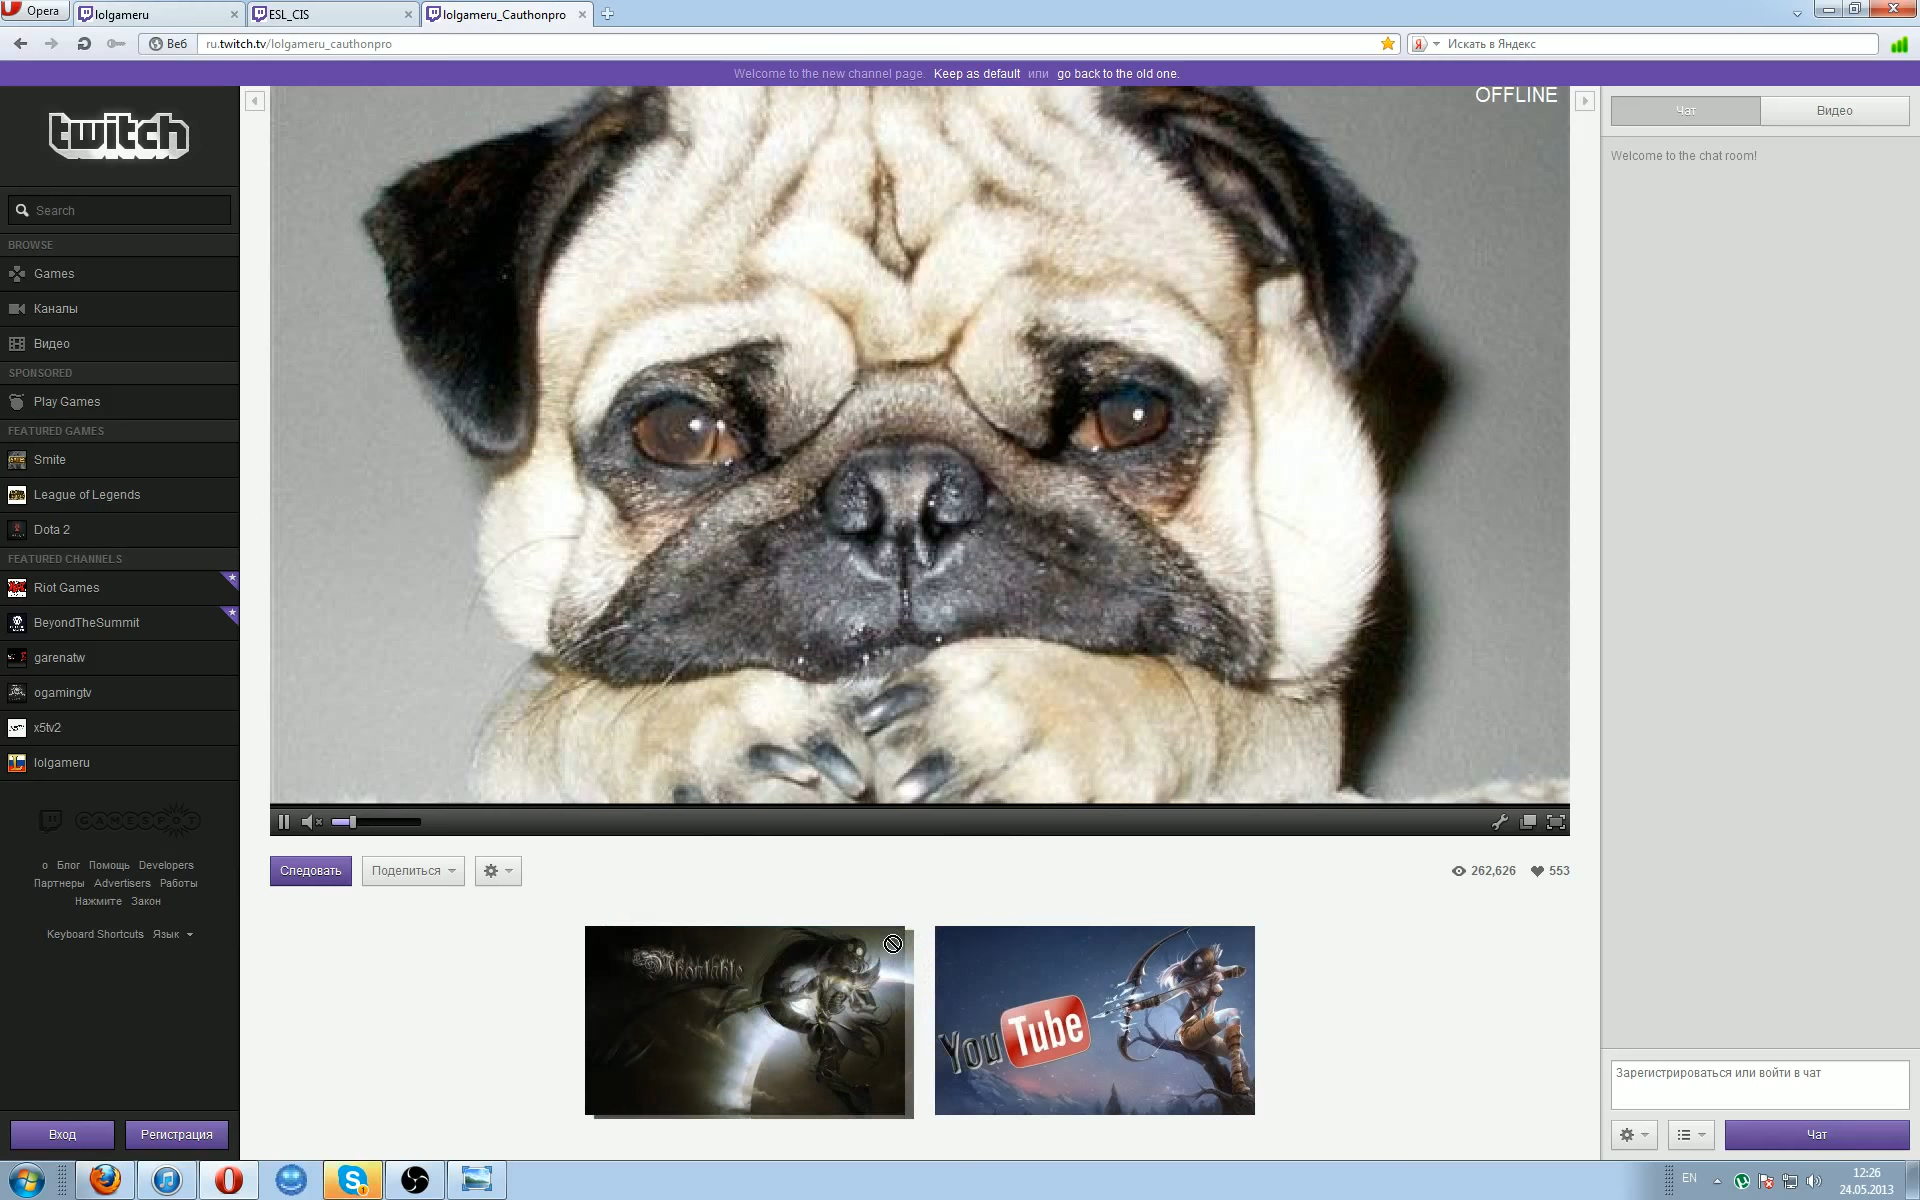 Opera
lolgameru
ESL_CIS
lolgameru_Cauthonpro
Веб
ru.twitch.tv/lolgameru_cauthonpro
Искать в Яндекс
Welcome to the new channel page. Keep as default или go back to the old one.
twitch
Search
BROWSE
Games
Каналы
Видео
SPONSORED
Play Games
FEATURED GAMES
Smite
League of Legends
Dota 2
FEATURED CHANNELS
Riot Games
BeyondTheSummit
garenatw
ogamingtv
x5tv2
lolgameru
GAMESPOT
о Блог Помощь Developers
Партнеры Advertisers Работы
Нажмите Закон
Keyboard Shortcuts Язык
Вход
Регистрация
OFFLINE
Следовать
Поделиться
262,626
553
YouTube
Чат
Видео
Welcome to the chat room!
Зарегистрироваться или войти в чат
Чат
EN
12:26
24.05.2013